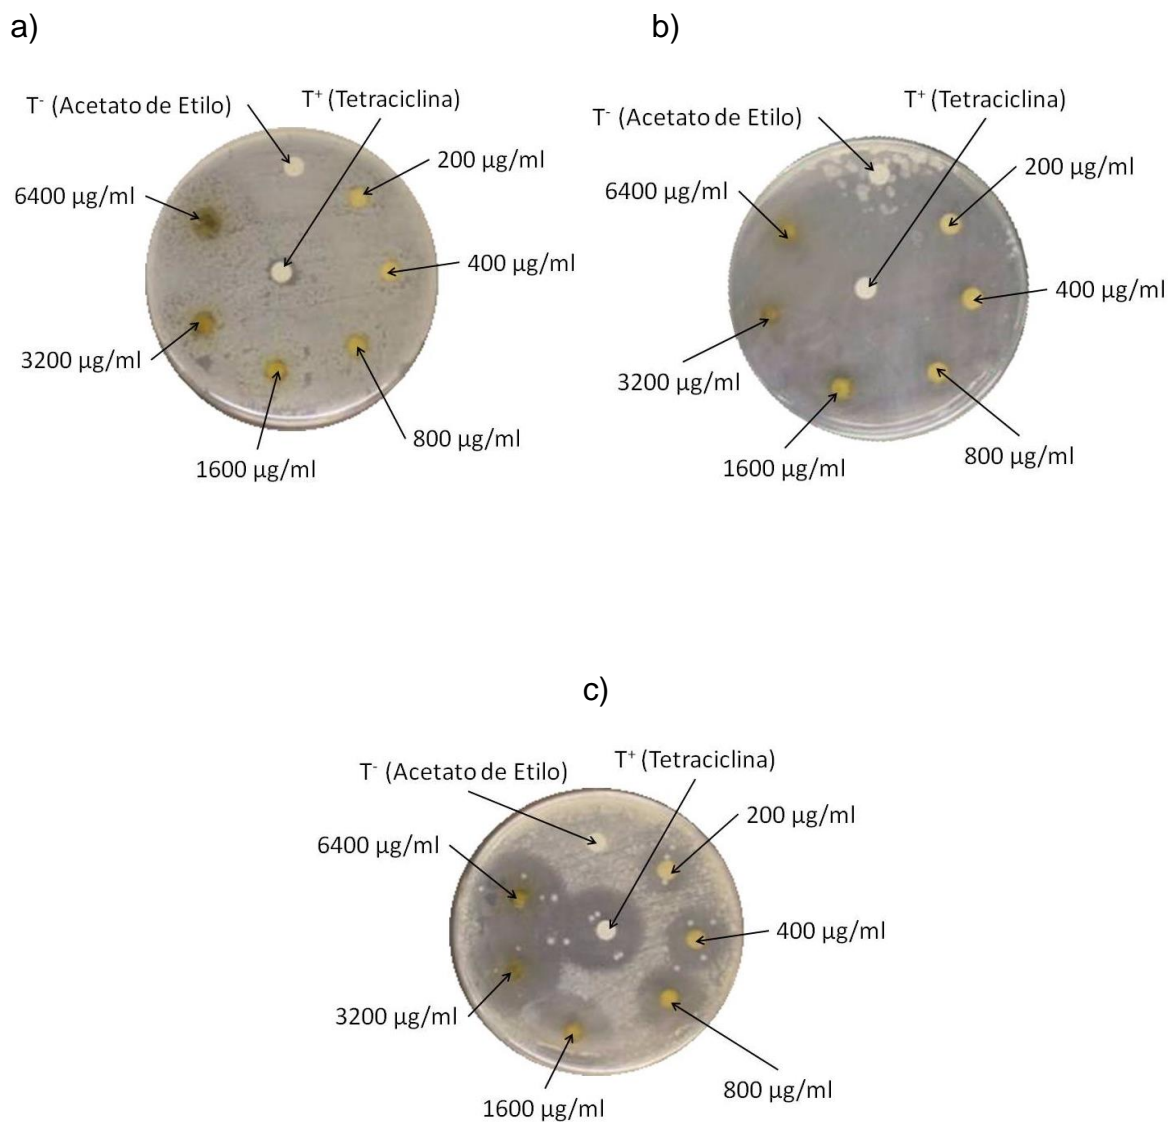 a)
T⁻ (Acetato de Etilo)
T⁺ (Tetraciclina)
200 µg/ml
6400 µg/ml
400 µg/ml
3200 µg/ml
800 µg/ml
1600 µg/ml
b)
T⁻ (Acetato de Etilo)
T⁺ (Tetraciclina)
200 µg/ml
6400 µg/ml
400 µg/ml
3200 µg/ml
800 µg/ml
1600 µg/ml
c)
T⁻ (Acetato de Etilo)
T⁺ (Tetraciclina)
200 µg/ml
6400 µg/ml
400 µg/ml
3200 µg/ml
800 µg/ml
1600 µg/ml